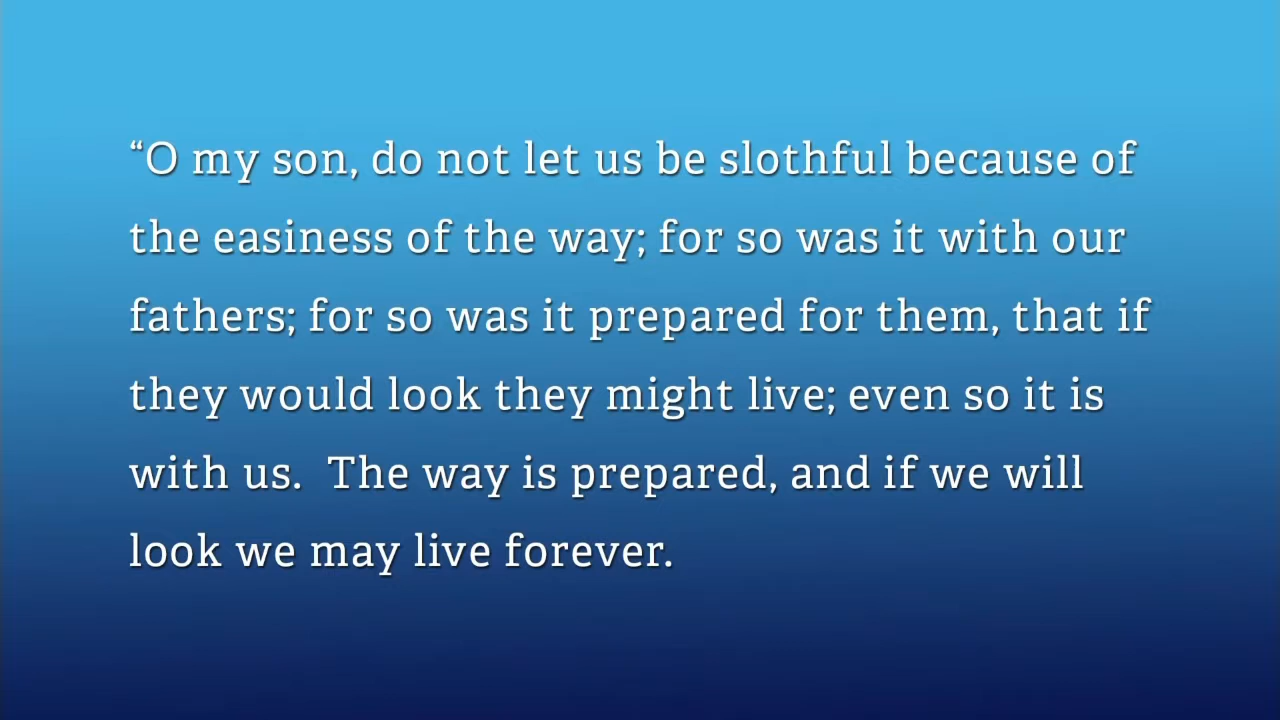 “O my son, do not let us be slothful because of
the easiness of the way; for so was it with our
fathers; for so was it prepared for them, that if
they would look they might live; even so it is
with us.  The way is prepared, and if we will
look we may live forever.